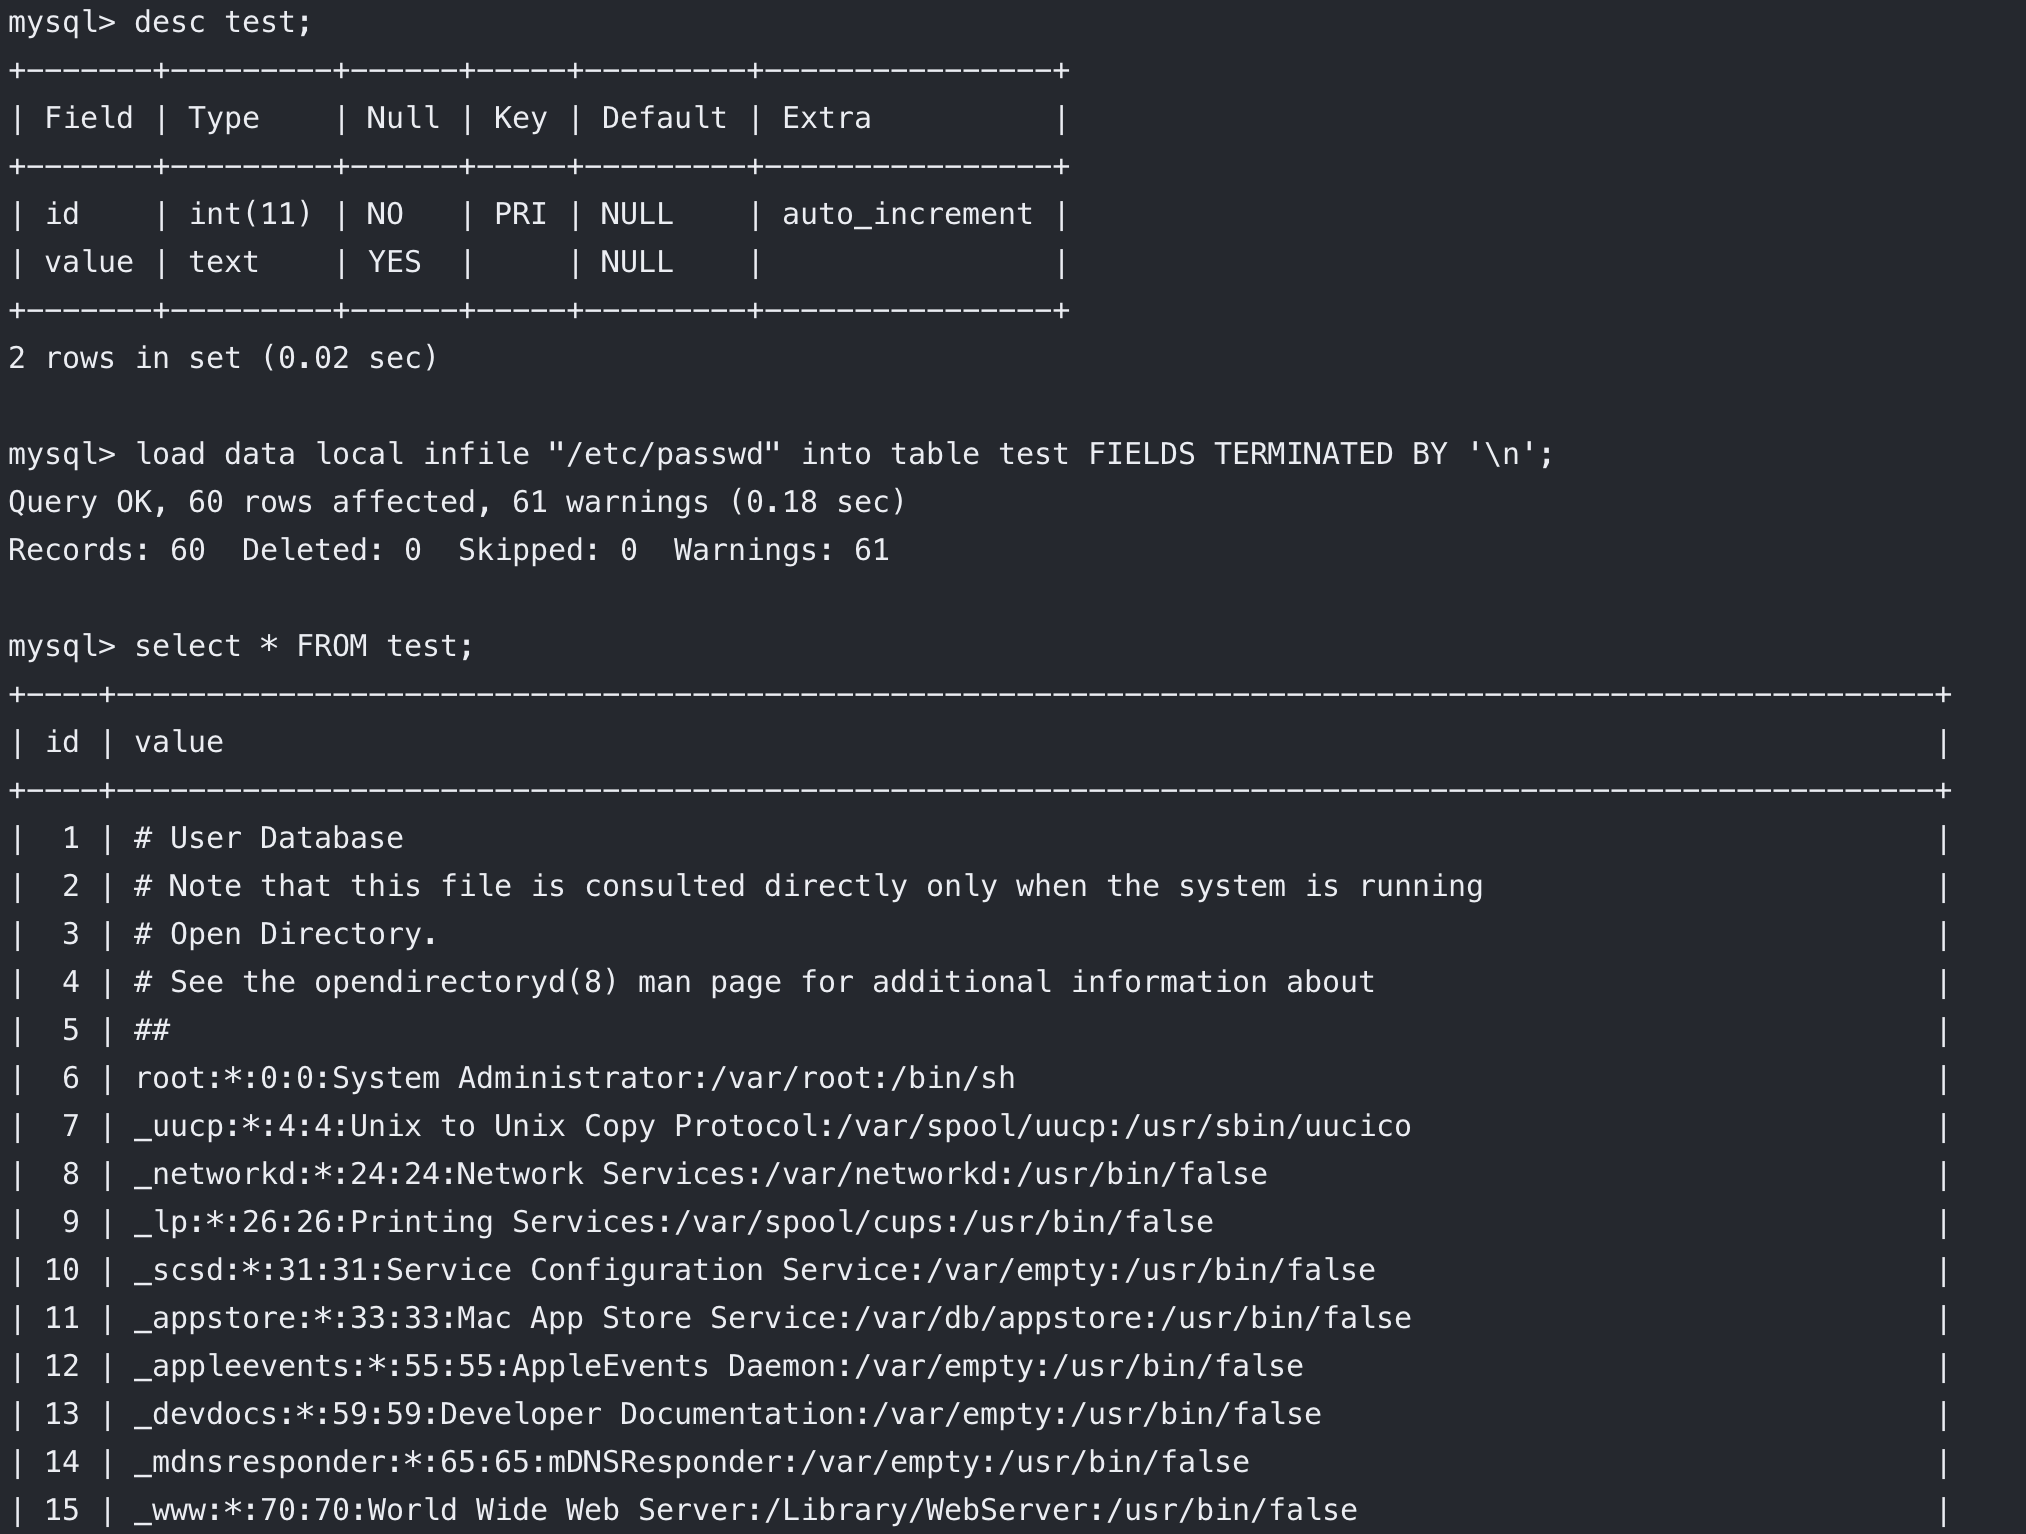 mysql> desc test;
+-------+---------+------+-----+---------+----------------+
| Field | Type    | Null | Key | Default | Extra          |
+-------+---------+------+-----+---------+----------------+
| id    | int(11) | NO   | PRI | NULL    | auto_increment |
| value | text    | YES  |     | NULL    |                |
+-------+---------+------+-----+---------+----------------+
2 rows in set (0.02 sec)

mysql> load data local infile "/etc/passwd" into table test FIELDS TERMINATED BY '\n';
Query OK, 60 rows affected, 61 warnings (0.18 sec)
Records: 60  Deleted: 0  Skipped: 0  Warnings: 61

mysql> select * FROM test;
+----+-----------------------------------------------------------------------------------------------------+
| id | value                                                                                               |
+----+-----------------------------------------------------------------------------------------------------+
|  1 | # User Database                                                                                     |
|  2 | # Note that this file is consulted directly only when the system is running                         |
|  3 | # Open Directory.                                                                                   |
|  4 | # See the opendirectoryd(8) man page for additional information about                               |
|  5 | ##                                                                                                  |
|  6 | root:*:0:0:System Administrator:/var/root:/bin/sh                                                   |
|  7 | _uucp:*:4:4:Unix to Unix Copy Protocol:/var/spool/uucp:/usr/sbin/uucico                             |
|  8 | _networkd:*:24:24:Network Services:/var/networkd:/usr/bin/false                                     |
|  9 | _lp:*:26:26:Printing Services:/var/spool/cups:/usr/bin/false                                        |
| 10 | _scsd:*:31:31:Service Configuration Service:/var/empty:/usr/bin/false                               |
| 11 | _appstore:*:33:33:Mac App Store Service:/var/db/appstore:/usr/bin/false                             |
| 12 | _appleevents:*:55:55:AppleEvents Daemon:/var/empty:/usr/bin/false                                   |
| 13 | _devdocs:*:59:59:Developer Documentation:/var/empty:/usr/bin/false                                  |
| 14 | _mdnsresponder:*:65:65:mDNSResponder:/var/empty:/usr/bin/false                                      |
| 15 | _www:*:70:70:World Wide Web Server:/Library/WebServer:/usr/bin/false                                |